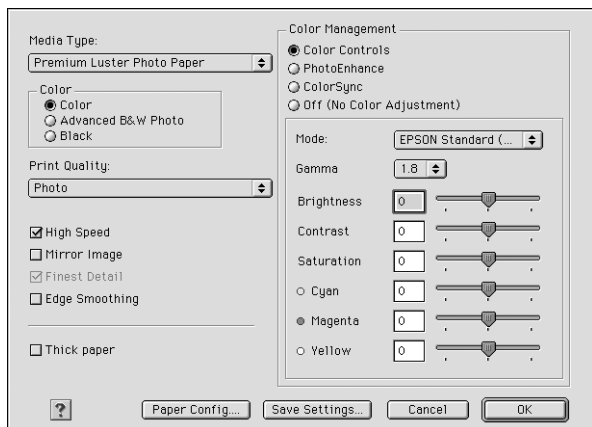 Media Type:
Premium Luster Photo Paper
Color
Color
Advanced B&W Photo
Black
Print Quality:
Photo
High Speed
Mirror Image
Finest Detail
Edge Smoothing
Thick paper
Color Management
Color Controls
PhotoEnhance
ColorSync
Off (No Color Adjustment)
Mode:
EPSON Standard (...
Gamma
1.8
Brightness
0
Contrast
0
Saturation
0
Cyan
0
Magenta
0
Yellow
0
?
Paper Config...
Save Settings...
Cancel
OK